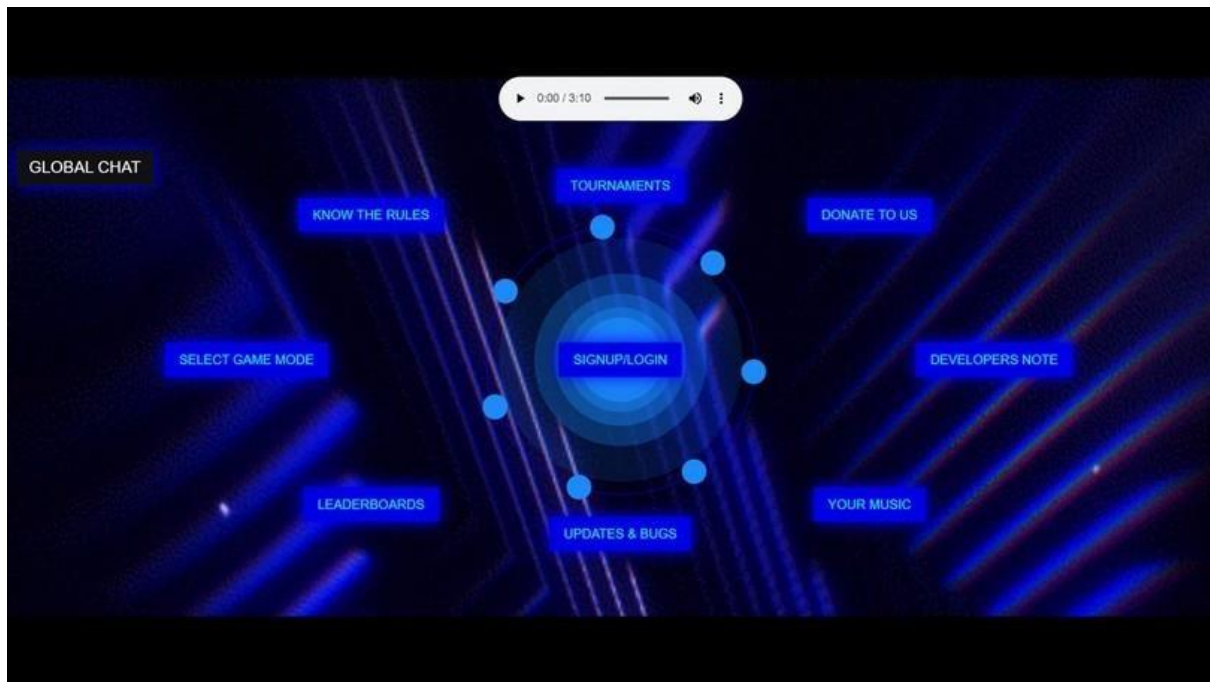 0:00 / 3:10
GLOBAL CHAT
TOURNAMENTS
KNOW THE RULES
DONATE TO US
SELECT GAME MODE
SIGNUP/LOGIN
DEVELOPERS NOTE
LEADERBOARDS
YOUR MUSIC
UPDATES & BUGS